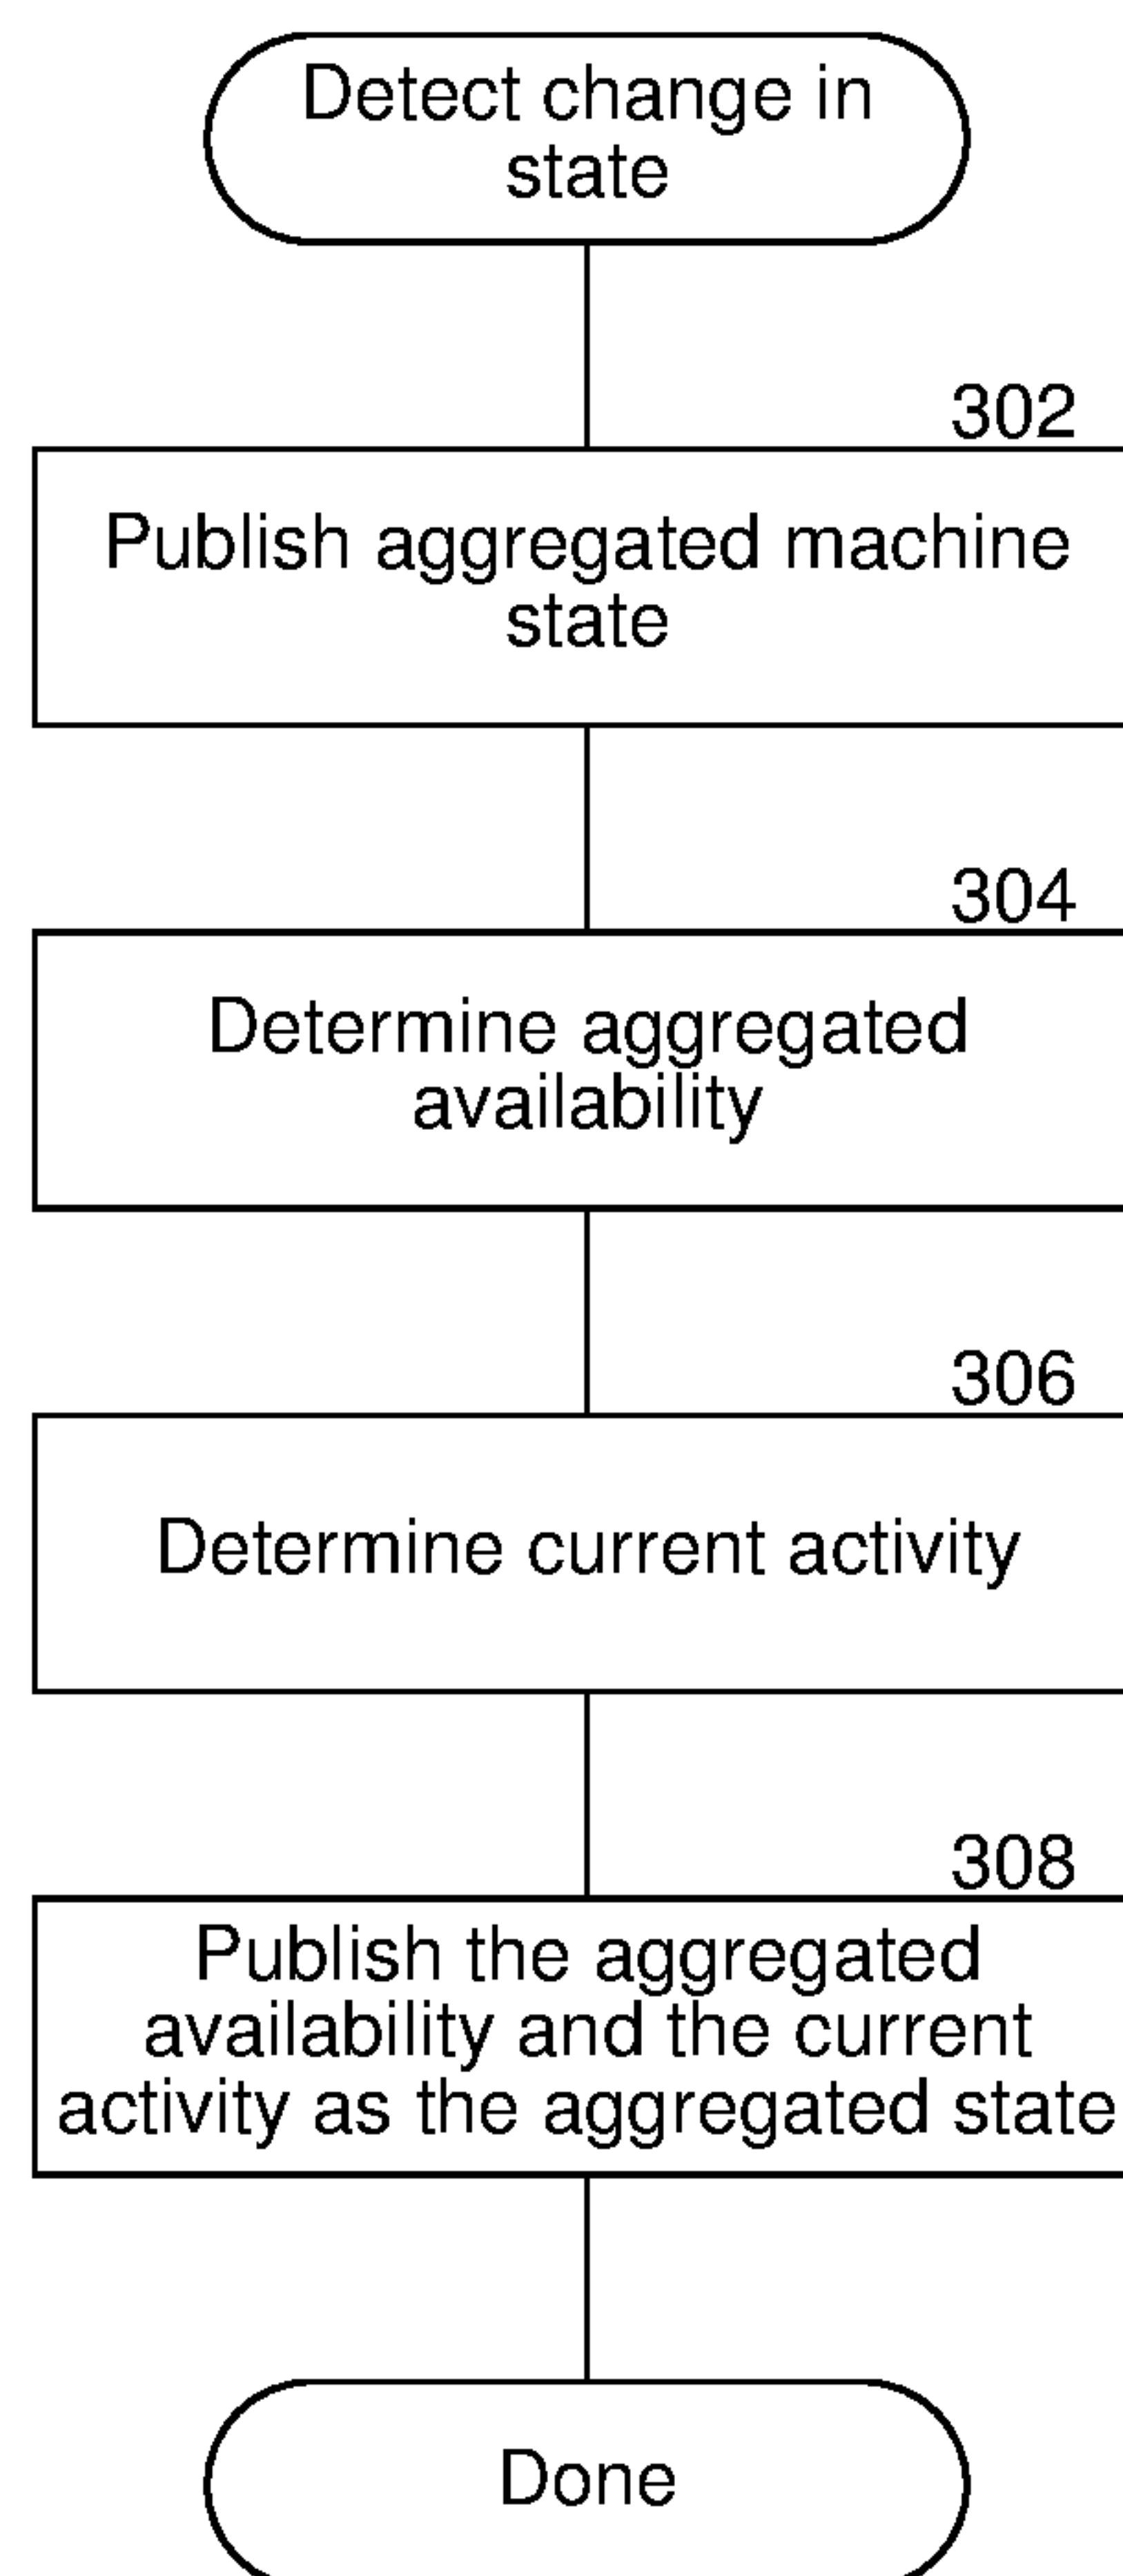 Detect change in
state
302
Publish aggregated machine
state
304
Determine aggregated
availability
306
Determine current activity
308
Publish the aggregated
availability and the current
activity as the aggregated state
Done